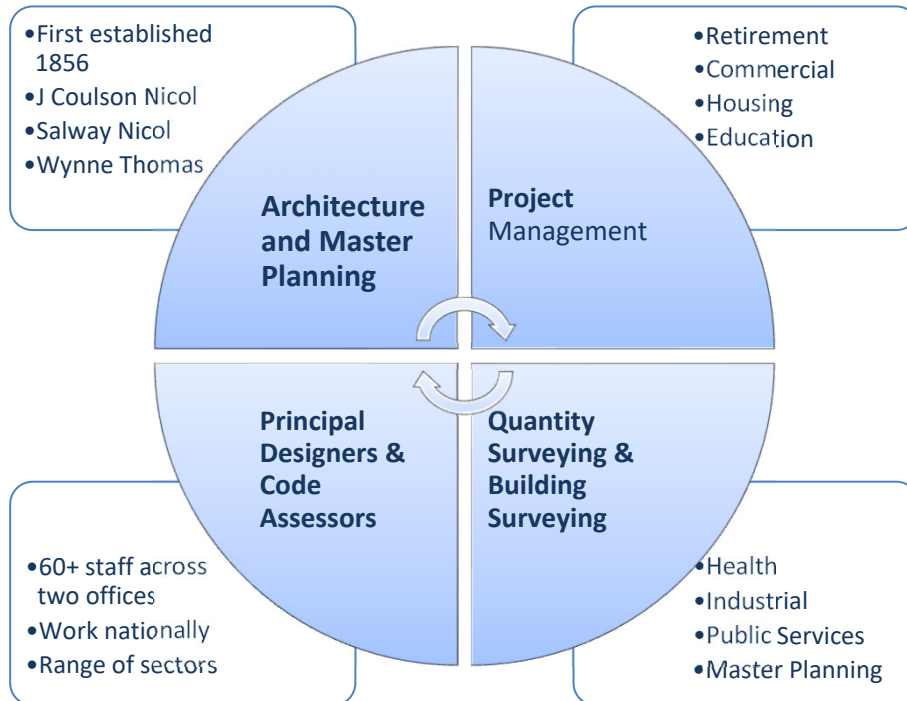 •First established
1856
•J Coulson Nicol
•Salway Nicol
•Wynne Thomas
•Retirement
•Commercial
•Housing
•Education
Architecture
and Master
Planning
Project
Management
Principal
Designers &
Code
Assessors
Quantity
Surveying &
Building
Surveying
•60+ staff across
two offices
•Work nationally
•Range of sectors
•Health
•Industrial
•Public Services
•Master Planning